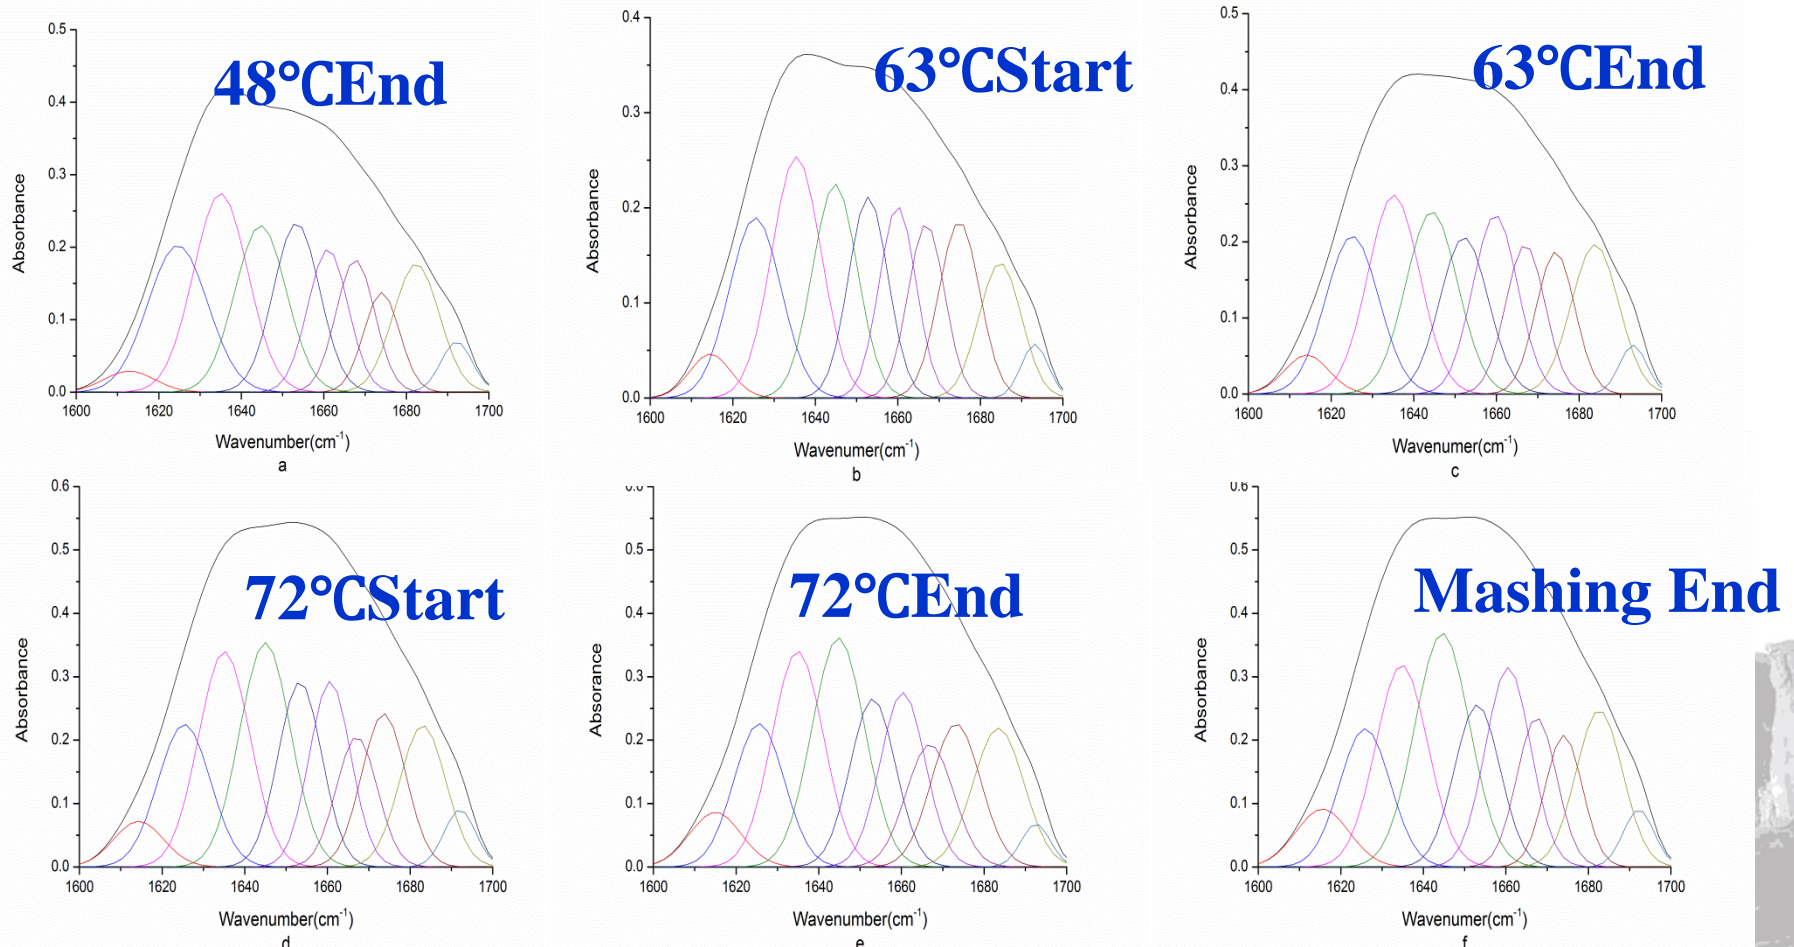 0.5
0.4
0.3
0.2
0.1
0.0
1600 1620 1640 1660 1680 1700
Absorbance
48℃End
Wavenumber(cm-1)
a
0.4
0.3
0.2
0.1
0.0
1600 1620 1640 1660 1680 1700
Absorbance
63℃Start
Wavenumer(cm-1)
b
0.5
0.4
0.3
0.2
0.1
0.0
1600 1620 1640 1660 1680 1700
Absorbance
63℃End
Wavenumer(cm-1)
c
0.6
0.5
0.4
0.3
0.2
0.1
0.0
1600 1620 1640 1660 1680 1700
Absorbance
72℃Start
Wavenumber(cm-1)
d
0.6
0.5
0.4
0.3
0.2
0.1
0.0
1600 1620 1640 1660 1680 1700
Absorance
72℃End
Wavenumber(cm-1)
e
0.6
0.5
0.4
0.3
0.2
0.1
0.0
1600 1620 1640 1660 1680 1700
Absorbance
Mashing End
Wavenumer(cm-1)
f